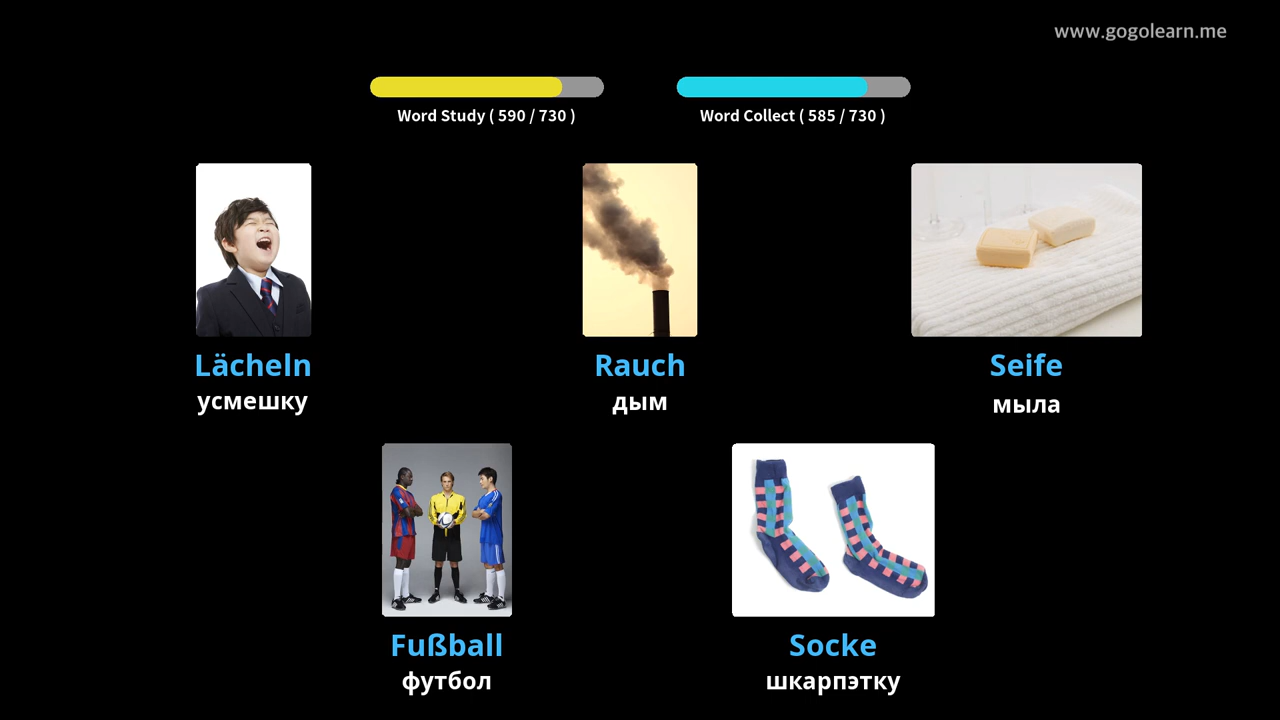 www.gogolearn.me
Word Study ( 590 / 730 )
Word Collect ( 585 / 730 )
Lächeln
усмешку
Rauch
дым
Seife
мыла
Fußball
футбол
Socke
шкарпэтку